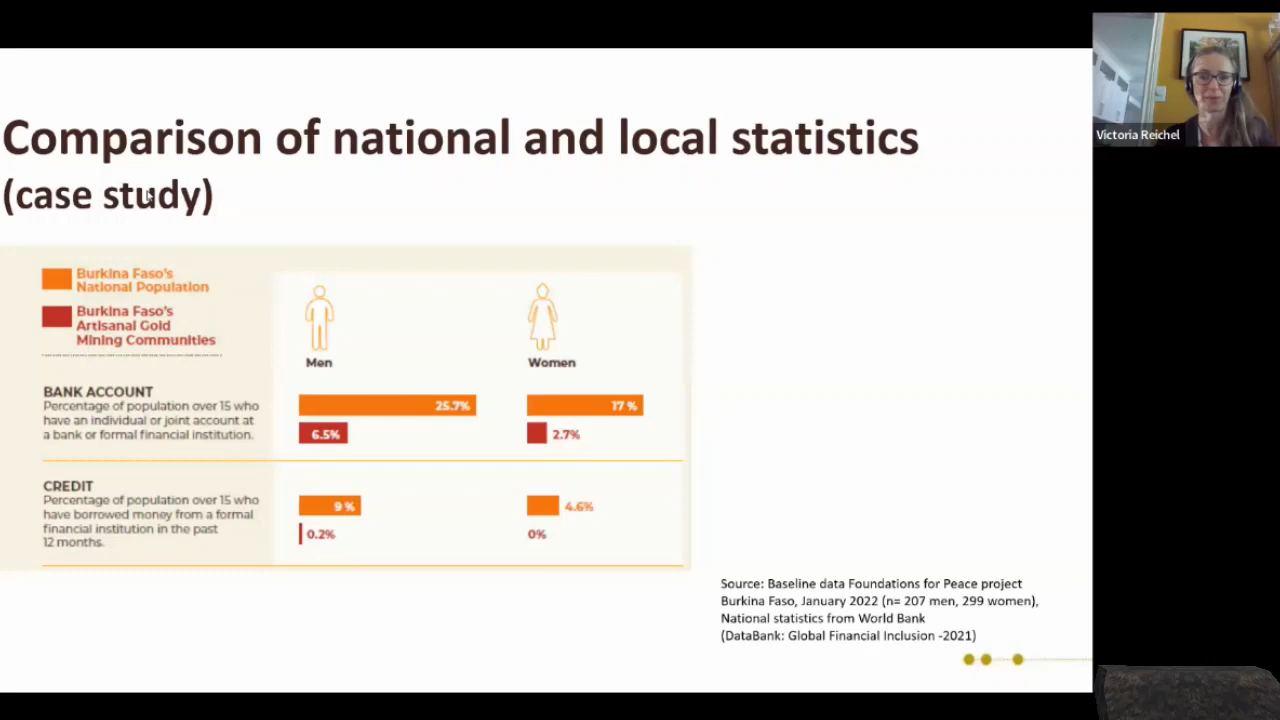 Comparison of national and local statistics
(case study)
Victoria Reichel
Burkina Faso's
National Population
Burkina Faso's
Artisanal Gold
Mining Communities
Men
Women
BANK ACCOUNT
Percentage of population over 15 who
have an individual or joint account at
a bank or formal financial institution.
25.7%
17 %
6.5%
2.7%
CREDIT
Percentage of population over 15 who
have borrowed money from a formal
financial institution in the past
12 months.
9 %
4.6%
0.2%
0%
Source: Baseline data Foundations for Peace project
Burkina Faso, January 2022 (n= 207 men, 299 women),
National statistics from World Bank
(DataBank: Global Financial Inclusion -2021)